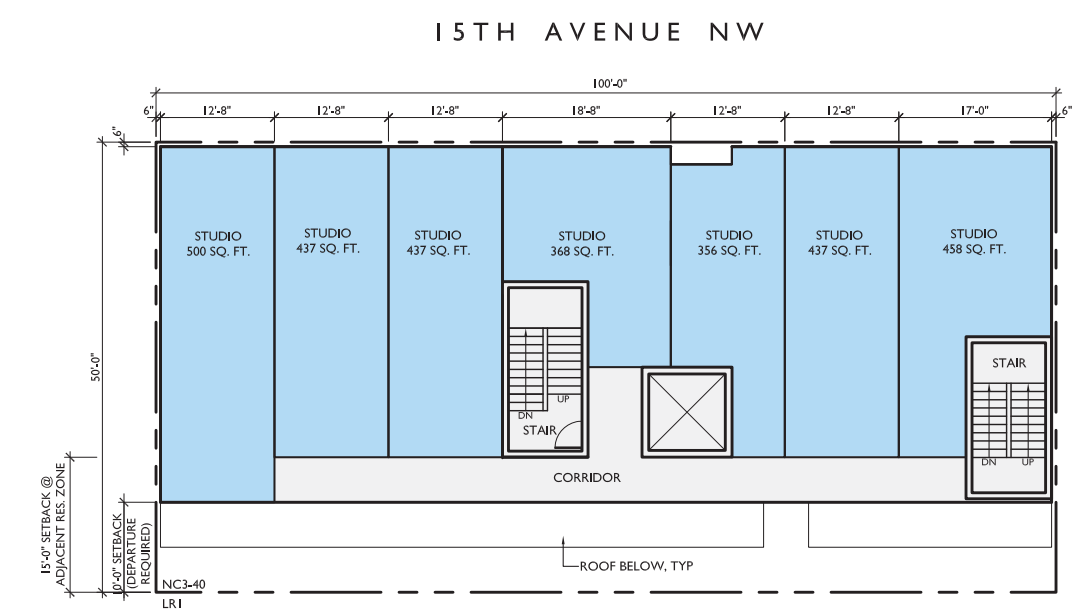 15TH AVENUE NW
100'-0"
6"
12'-8"
12'-8"
12'-8"
18'-8"
12'-8"
12'-8"
17'-0"
6"
6"
50'-0"
STUDIO
500 SQ. FT.
STUDIO
437 SQ. FT.
STUDIO
437 SQ. FT.
STUDIO
368 SQ. FT.
STUDIO
356 SQ. FT.
STUDIO
437 SQ. FT.
STUDIO
458 SQ. FT.
STAIR
DN
UP
STAIR
UP
DN
CORRIDOR
15'-0" SETBACK @
ADJACENT RES. ZONE
10'-0" SETBACK
(DEPARTURE
REQUIRED)
ROOF BELOW, TYP
NC3-40
LR1